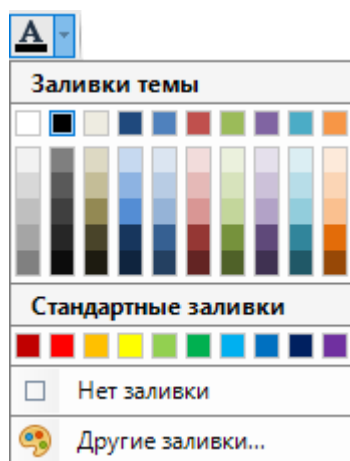 A
Заливки темы
Стандартные заливки
Нет заливки
Другие заливки...